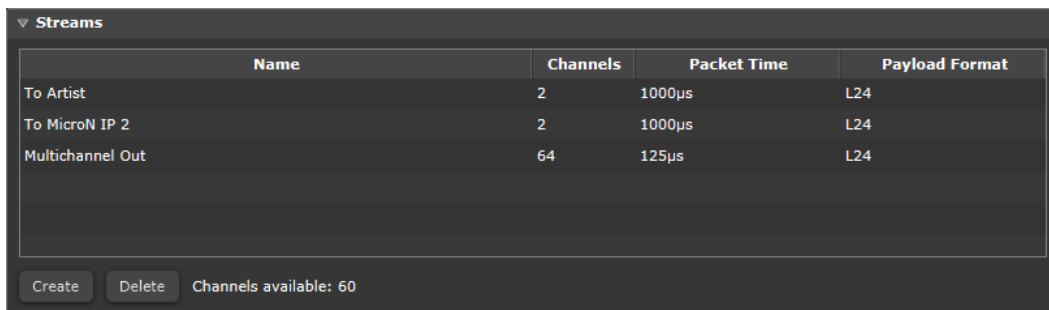 Streams
Name Channels Packet Time Payload Format
To Artist 2 1000µs L24
To MicroN IP 2 2 1000µs L24
Multichannel Out 64 125µs L24
Create Delete Channels available: 60